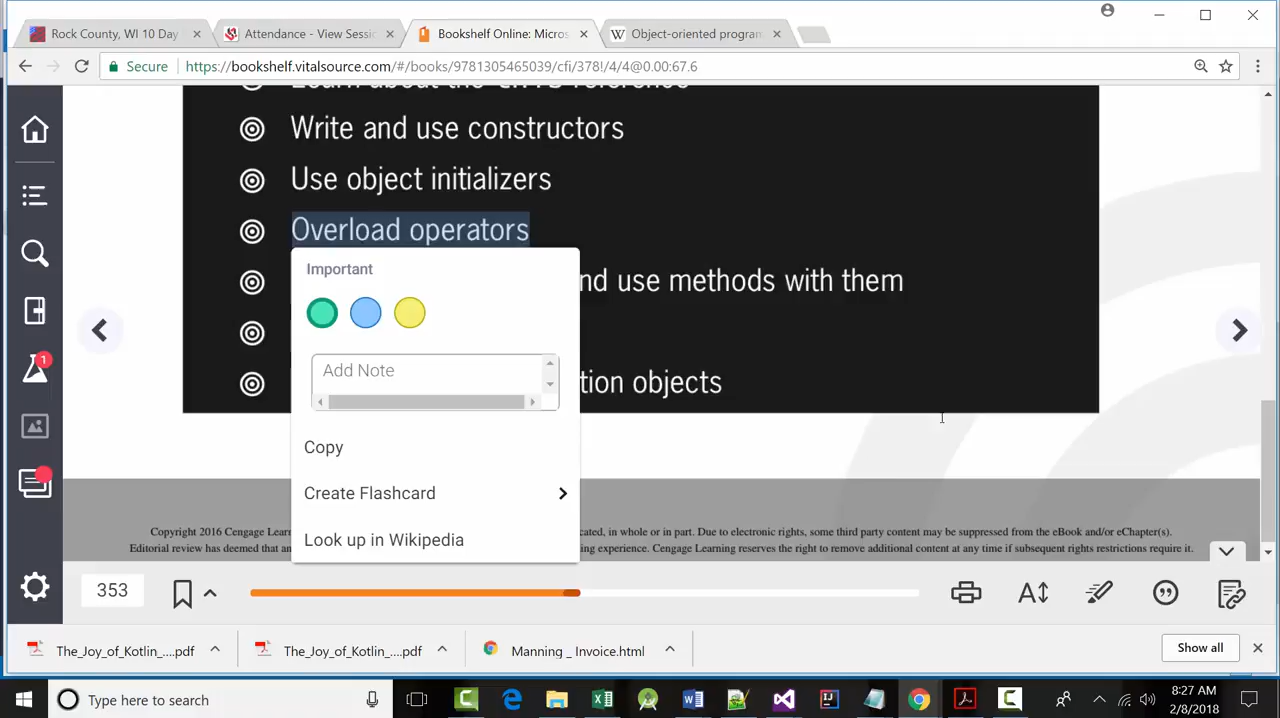 Rock County, WI 10 Day
Attendance - View Sessi
Bookshelf Online: Micros
Object-oriented program
Secure
https://bookshelf.vitalsource.com/#/books/9781305465039/cfi/378!/4/4@0.00:67.6
Learn about the this reference
Write and use constructors
Use object initializers
Overload operators
nd use methods with them
tion objects
Important
Add Note
Copy
Create Flashcard
Look up in Wikipedia
1
Copyright 2016 Cengage Learn cated, in whole or in part. Due to electronic rights, some third party content may be suppressed from the eBook and/or eChapter(s).
Editorial review has deemed that an ing experience. Cengage Learning reserves the right to remove additional content at any time if subsequent rights restrictions require it.
353
The_Joy_of_Kotlin_....pdf
The_Joy_of_Kotlin_....pdf
Manning _ Invoice.html
Show all
Type here to search
8:27 AM
2/8/2018